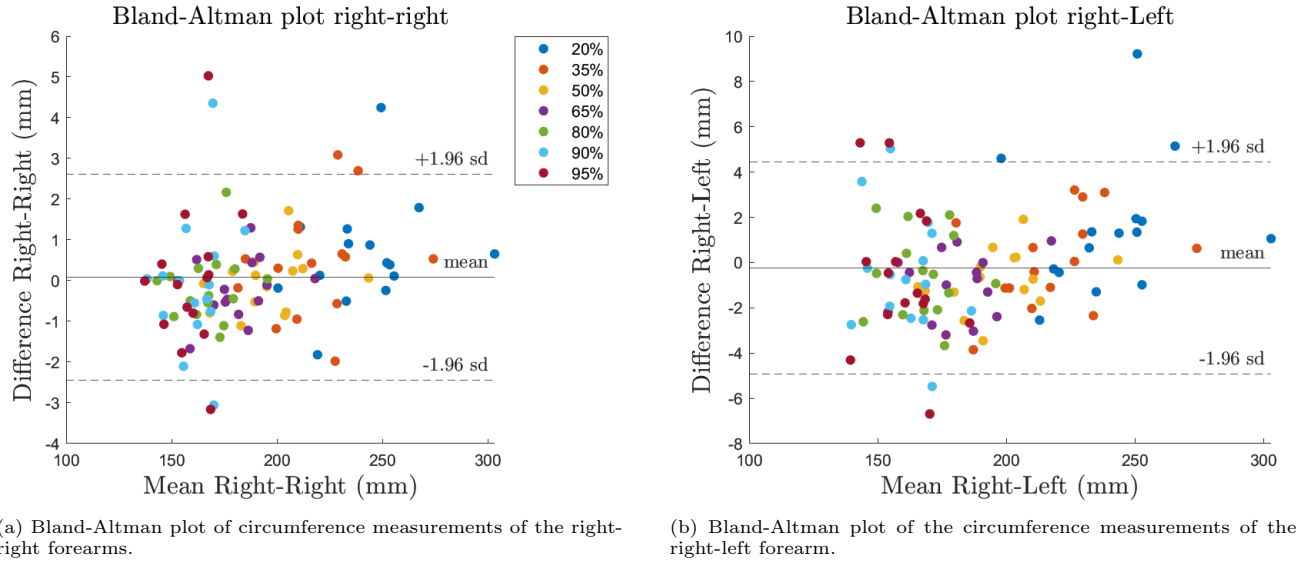 Bland-Altman plot right-right
6
5
4
3
2
1
0
-1
-2
-3
-4
Difference Right-Right (mm)
+1.96 sd
mean
-1.96 sd
100
150
200
250
300
Mean Right-Right (mm)
20%
35%
50%
65%
80%
90%
95%
(a) Bland-Altman plot of circumference measurements of the right-
right forearms.
Bland-Altman plot right-Left
10
8
6
4
2
0
-2
-4
-6
-8
Difference Right-Left (mm)
+1.96 sd
mean
-1.96 sd
100
150
200
250
300
Mean Right-Left (mm)
(b) Bland-Altman plot of the circumference measurements of the
right-left forearm.